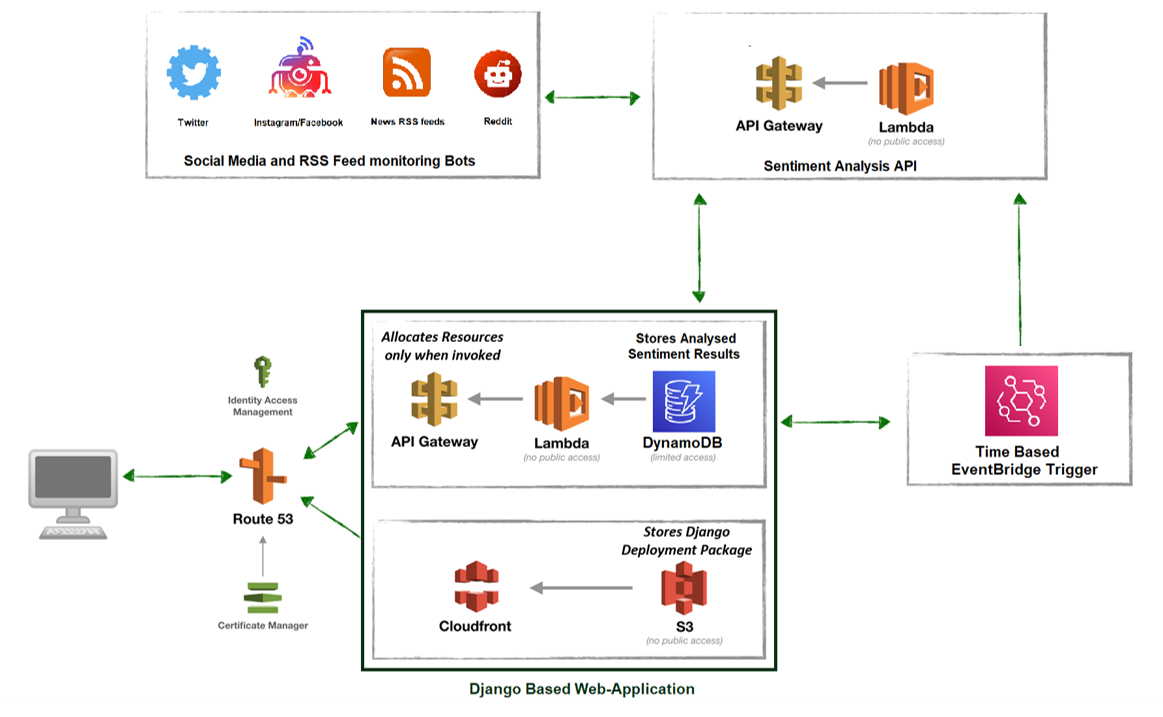 Twitter
Instagram/Facebook
News RSS feeds
Reddit
Social Media and RSS Feed monitoring Bots
API Gateway
Lambda
(no public access)
Sentiment Analysis API
Allocates Resources
only when invoked
Stores Analysed
Sentiment Results
API Gateway
Lambda
(no public access)
DynamoDB
(limited access)
Identity Access
Management
Route 53
Certificate Manager
Time Based
EventBridge Trigger
Stores Django
Deployment Package
Cloudfront
S3
(no public access)
Django Based Web-Application